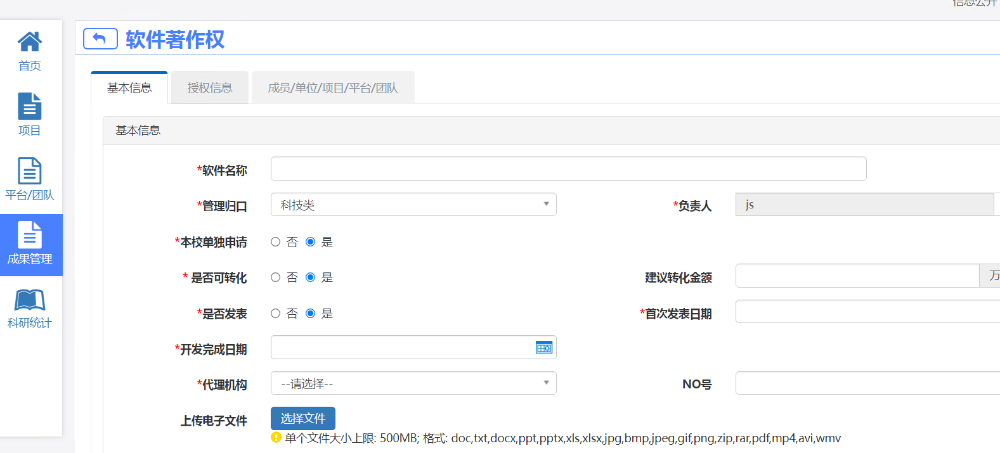 信息公开
首页
项目
平台/团队
成果管理
科研统计
软件著作权
基本信息 授权信息 成员/单位/项目/平台/团队
基本信息
*软件名称
*管理归口 科技类 *负责人 js
*本校单独申请 否 是
* 是否可转化 否 是 建议转化金额 万
*是否发表 否 是 *首次发表日期
*开发完成日期
*代理机构 --请选择-- NO号
上传电子文件 选择文件
单个文件大小上限: 500MB; 格式: doc,txt,docx,ppt,pptx,xls,xlsx,jpg,bmp,jpeg,gif,png,zip,rar,pdf,mp4,avi,wmv